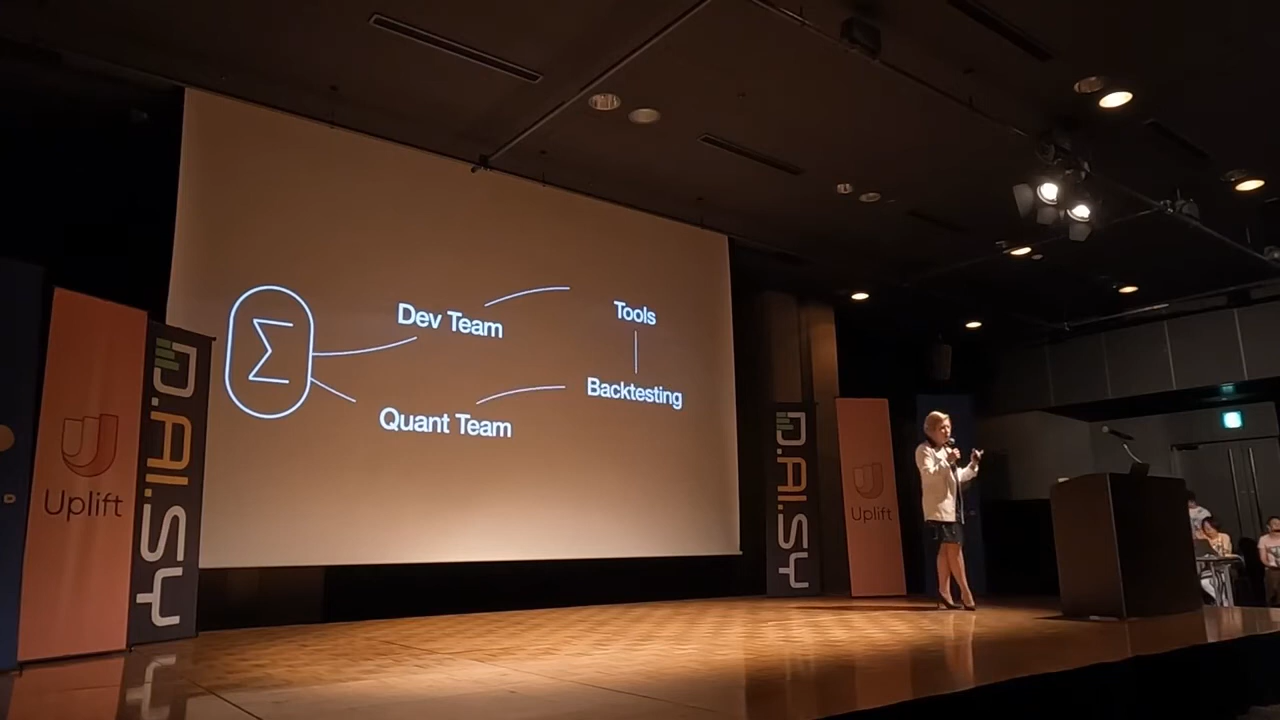 Σ
Dev Team
Tools
Quant Team
Backtesting
Uplift
D.AI.SY
D.AI.SY
Uplift